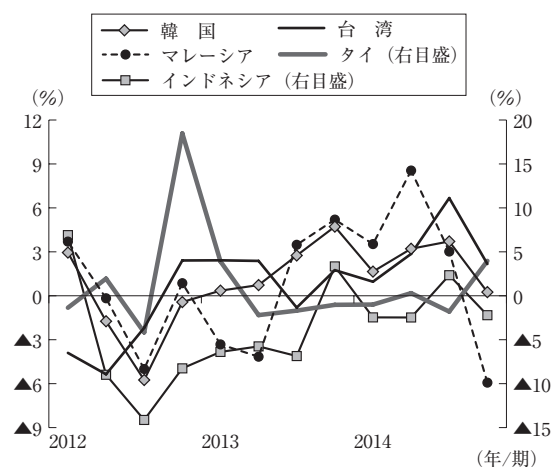 韓　国　台　湾
マレーシア　タイ（右目盛）
インドネシア（右目盛）
(％)　(％)
12　20
9　15
6　10
3　5
0　0
▲3　▲5
▲6　▲10
▲9　▲15
2012　2013　2014
(年/期)